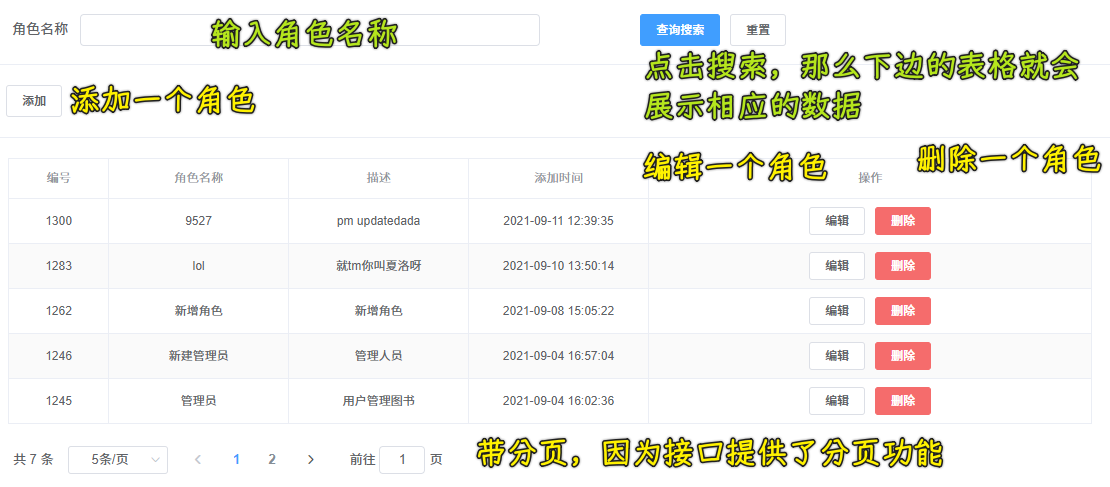 角色名称 输入角色名称 查询搜索 重置
点击搜索，那么下边的表格就会
展示相应的数据
添加 添加一个角色
编辑一个角色 删除一个角色
编号 角色名称 描述 添加时间 操作
1300 9527 pm updatedada 2021-09-11 12:39:35 编辑 删除
1283 lol 就tm你叫夏洛呀 2021-09-10 13:50:14 编辑 删除
1262 新增角色 新增角色 2021-09-08 15:05:22 编辑 删除
1246 新建管理员 管理人员 2021-09-04 16:57:04 编辑 删除
1245 管理员 用户管理图书 2021-09-04 16:02:36 编辑 删除
共 7 条 5条/页 1 2 前往 1 页 带分页，因为接口提供了分页功能